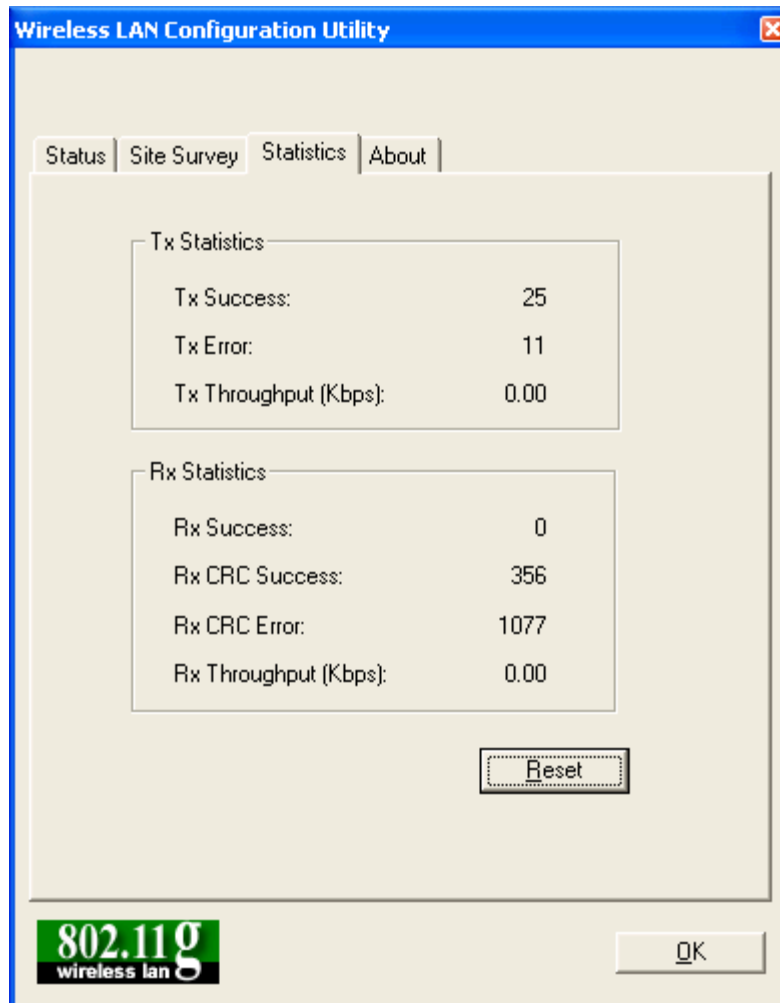 Wireless LAN Configuration Utility
Status
Site Survey
Statistics
About
Tx Statistics
Tx Success: 25
Tx Error: 11
Tx Throughput (Kbps): 0.00
Rx Statistics
Rx Success: 0
Rx CRC Success: 356
Rx CRC Error: 1077
Rx Throughput (Kbps): 0.00
Reset
802.11g
wireless lan
OK